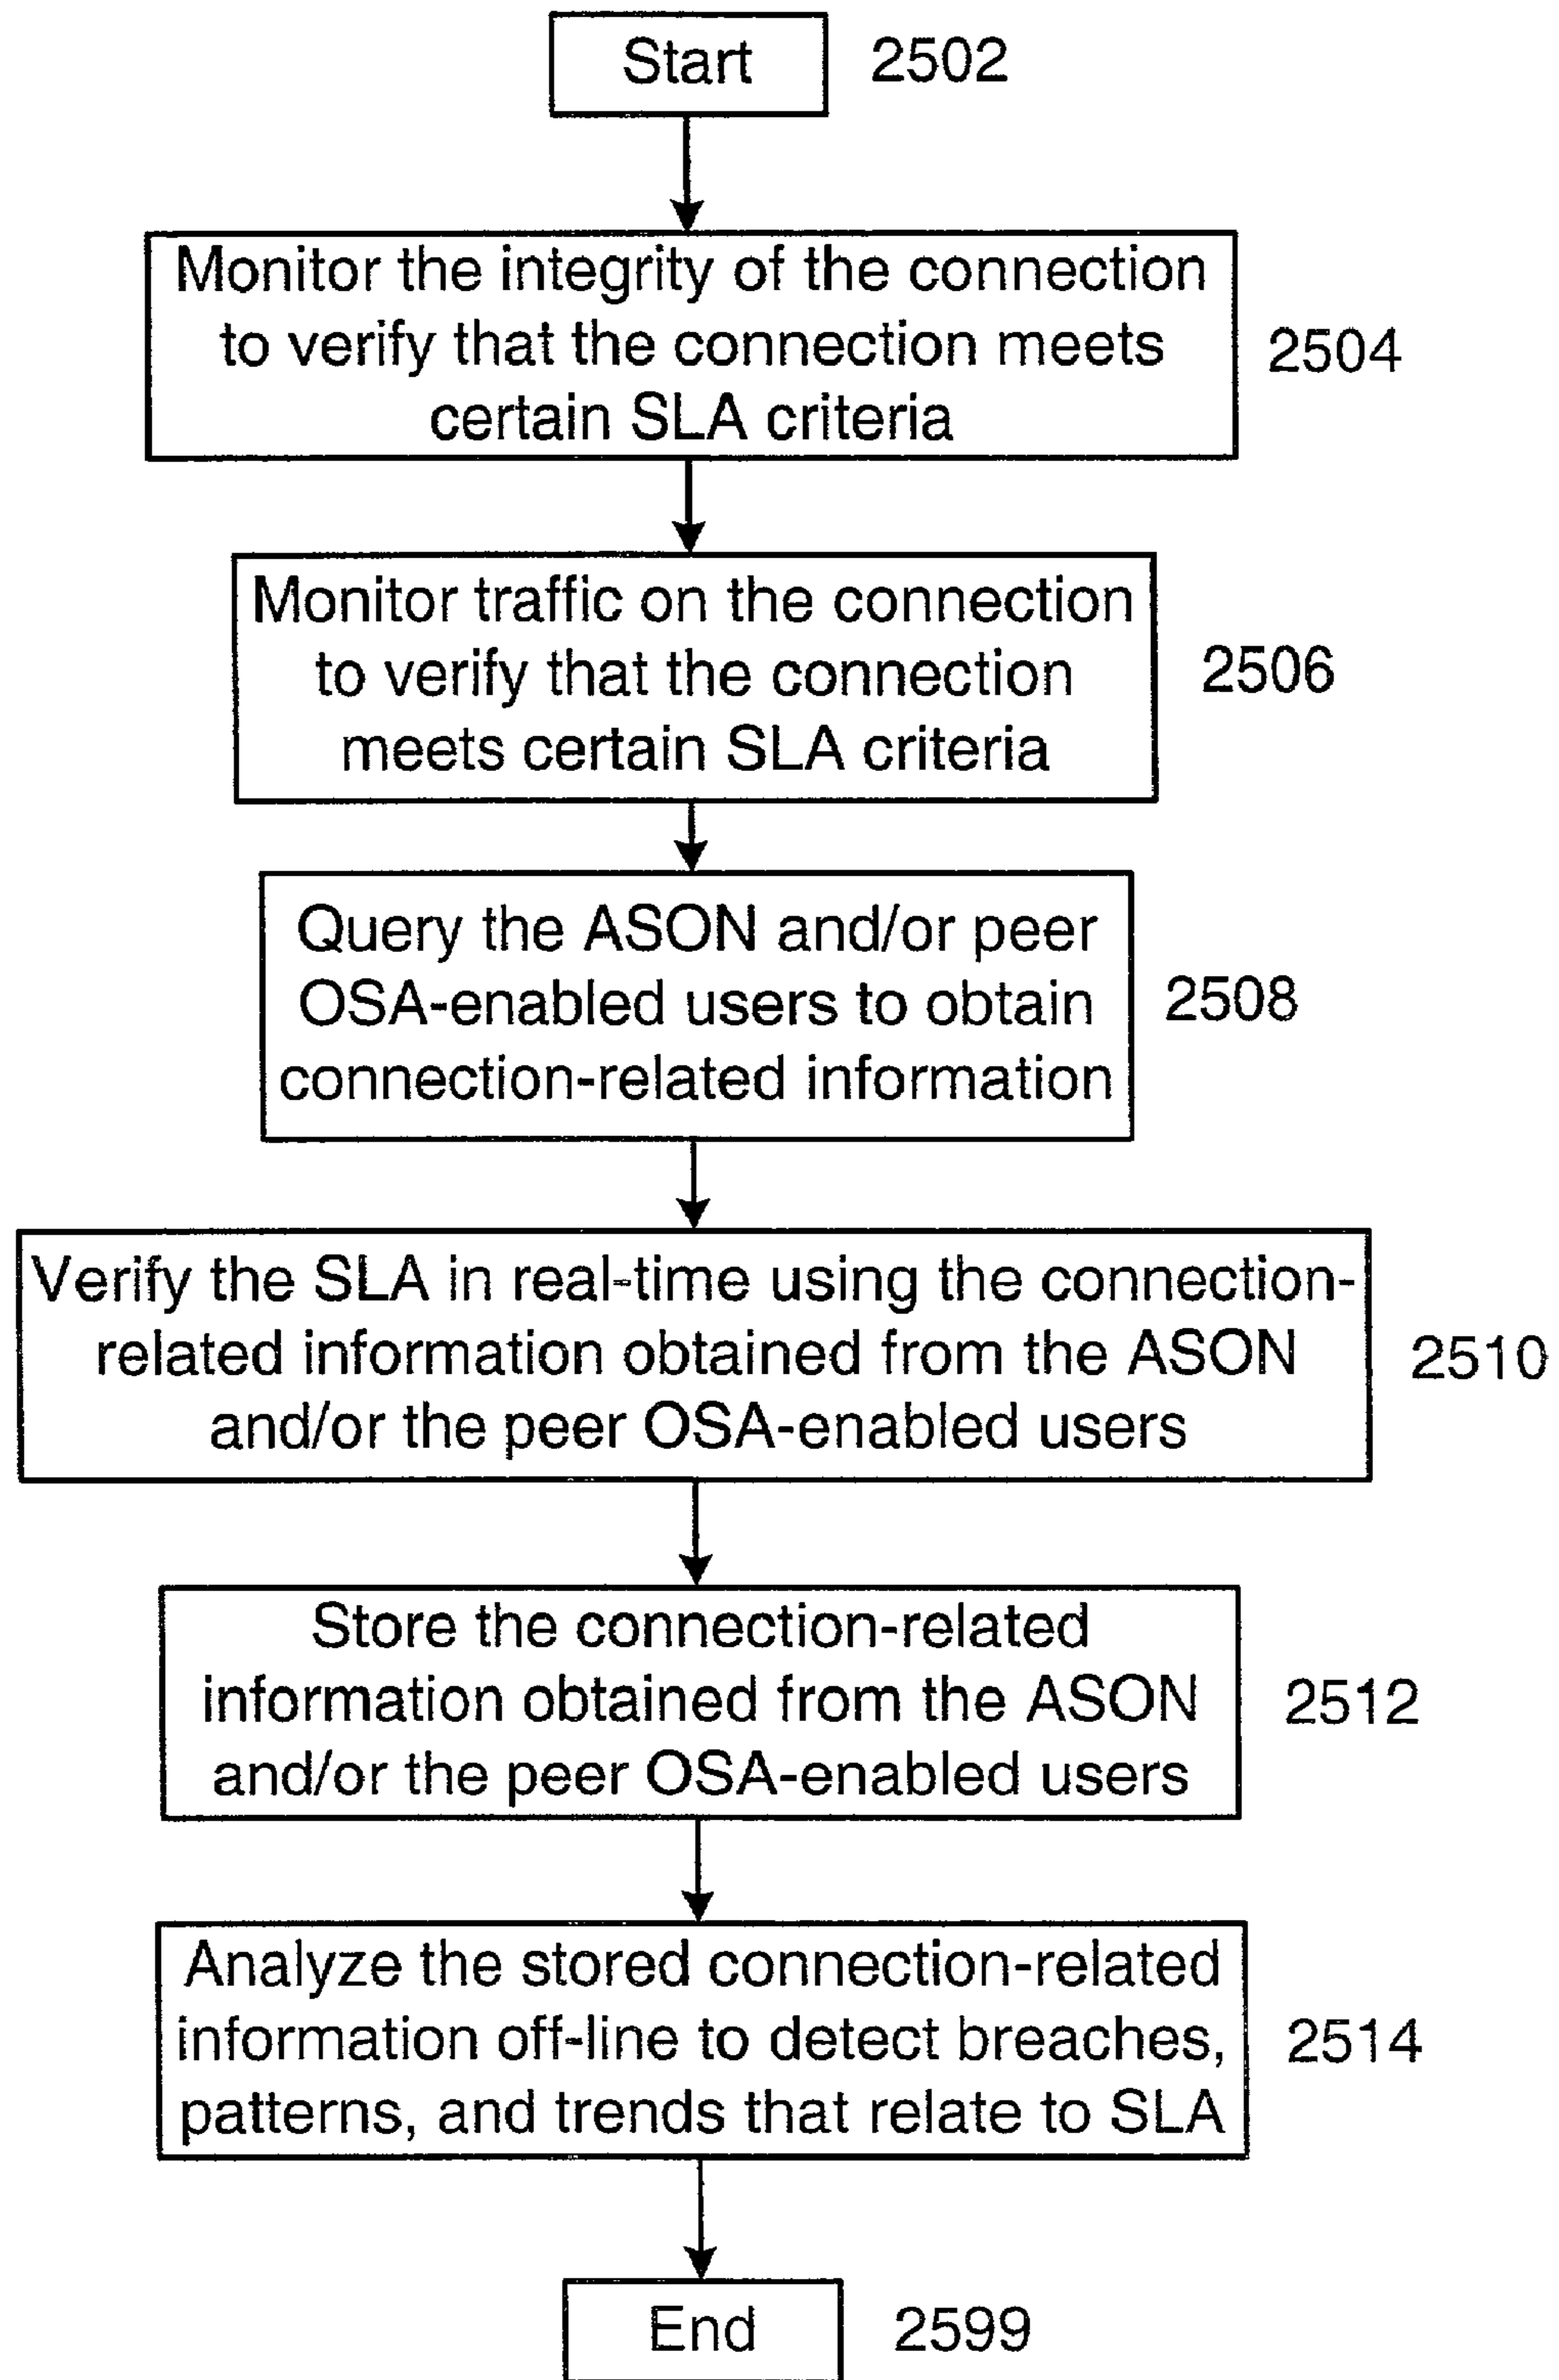 Start 2502
Monitor the integrity of the connection
to verify that the connection meets
certain SLA criteria
2504
Monitor traffic on the connection
to verify that the connection
meets certain SLA criteria
2506
Query the ASON and/or peer
OSA-enabled users to obtain
connection-related information
2508
Verify the SLA in real-time using the connection-
related information obtained from the ASON
and/or the peer OSA-enabled users
2510
Store the connection-related
information obtained from the ASON
and/or the peer OSA-enabled users
2512
Analyze the stored connection-related
information off-line to detect breaches,
patterns, and trends that relate to SLA
2514
End 2599